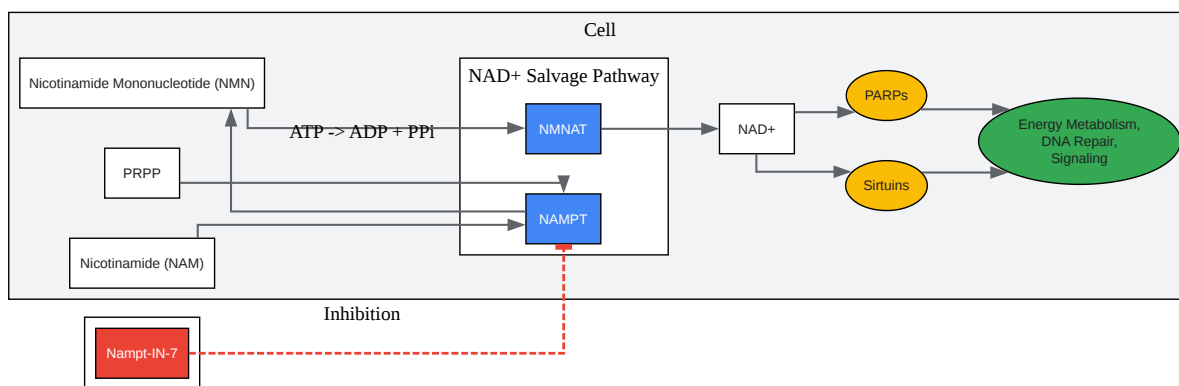 Cell
Nicotinamide Mononucleotide (NMN)
NAD+ Salvage Pathway
PARPs
ATP -> ADP + PPi
NMNAT
NAD+
Energy Metabolism,
DNA Repair,
Signaling
PRPP
Sirtuins
NAMPT
Nicotinamide (NAM)
Inhibition
Nampt-IN-7